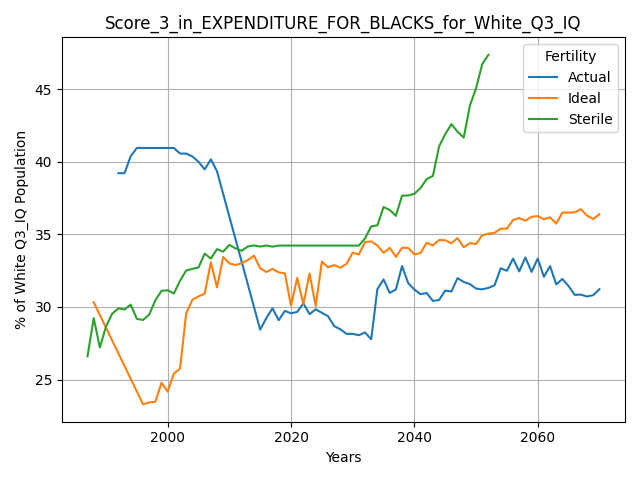 Score_3_in_EXPENDITURE_FOR_BLACKS_for_White_Q3_IQ
% of White Q3_IQ Population
45
40
35
30
25
Fertility
Actual
Ideal
Sterile
2000
2020
2040
2060
Years